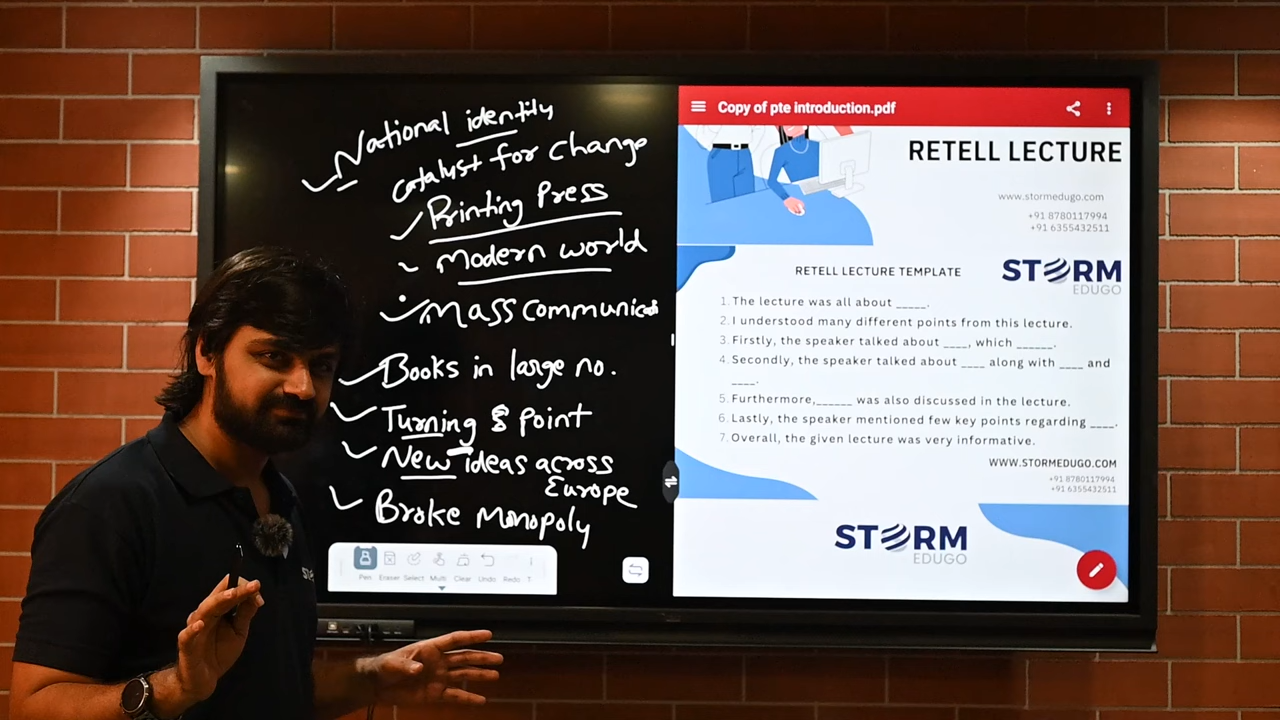 National identity
Catalyst for Change
Printing Press
Modern world
Mass communicati
Books in large no.
Turning point
New ideas across
Europe
Broke Monopoly
Pen Eraser Select Multi Clear Undo Redo T
Copy of pte introduction.pdf
RETELL LECTURE
www.stormedugo.com
+91 8780117994
+91 6355432511
RETELL LECTURE TEMPLATE
STORM
EDUGO
1. The lecture was all about _____.
2. I understood many different points from this lecture.
3. Firstly, the speaker talked about ____, which ______.
4. Secondly, the speaker talked about ____ along with ____ and
____.
5. Furthermore,______ was also discussed in the lecture.
6. Lastly, the speaker mentioned few key points regarding ____.
7. Overall, the given lecture was very informative.
WWW.STORMEDUGO.COM
+91 8780117994
+91 6355432511
STORM
EDUGO